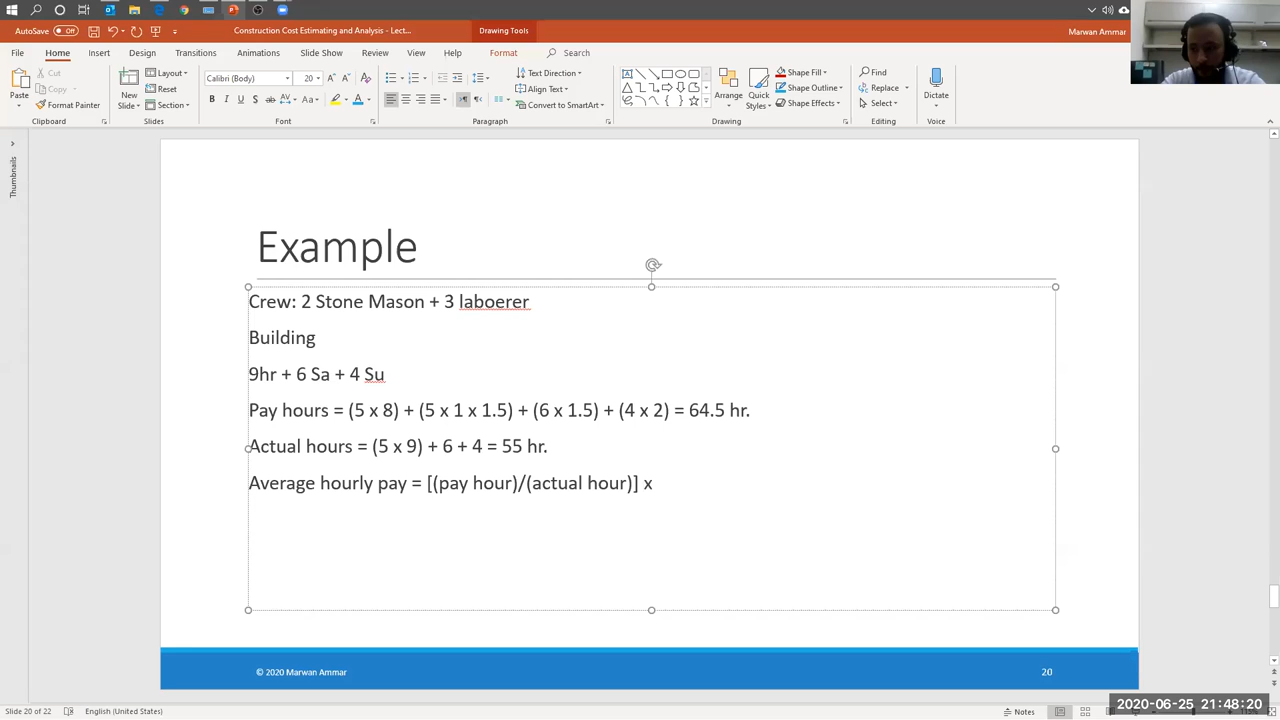 AutoSave Off
Construction Cost Estimating and Analysis - Lect...
Drawing Tools
Marwan Ammar
File Home Insert Design Transitions Animations Slide Show Review View Help Format Search
Paste
Cut
Copy
Format Painter
Clipboard
New Slide
Layout
Reset
Section
Slides
Calibri (Body) 20
Font
Text Direction
Align Text
Convert to SmartArt
Paragraph
Arrange
Quick Styles
Shape Fill
Shape Outline
Shape Effects
Drawing
Find
Replace
Select
Editing
Dictate
Voice
Thumbnails
Example
Crew: 2 Stone Mason + 3 laboerer
Building
9hr + 6 Sa + 4 Su
Pay hours = (5 x 8) + (5 x 1 x 1.5) + (6 x 1.5) + (4 x 2) = 64.5 hr.
Actual hours = (5 x 9) + 6 + 4 = 55 hr.
Average hourly pay = [(pay hour)/(actual hour)] x
© 2020 Marwan Ammar
20
Slide 20 of 22 English (United States)
Notes
2020-06-25 21:48:20